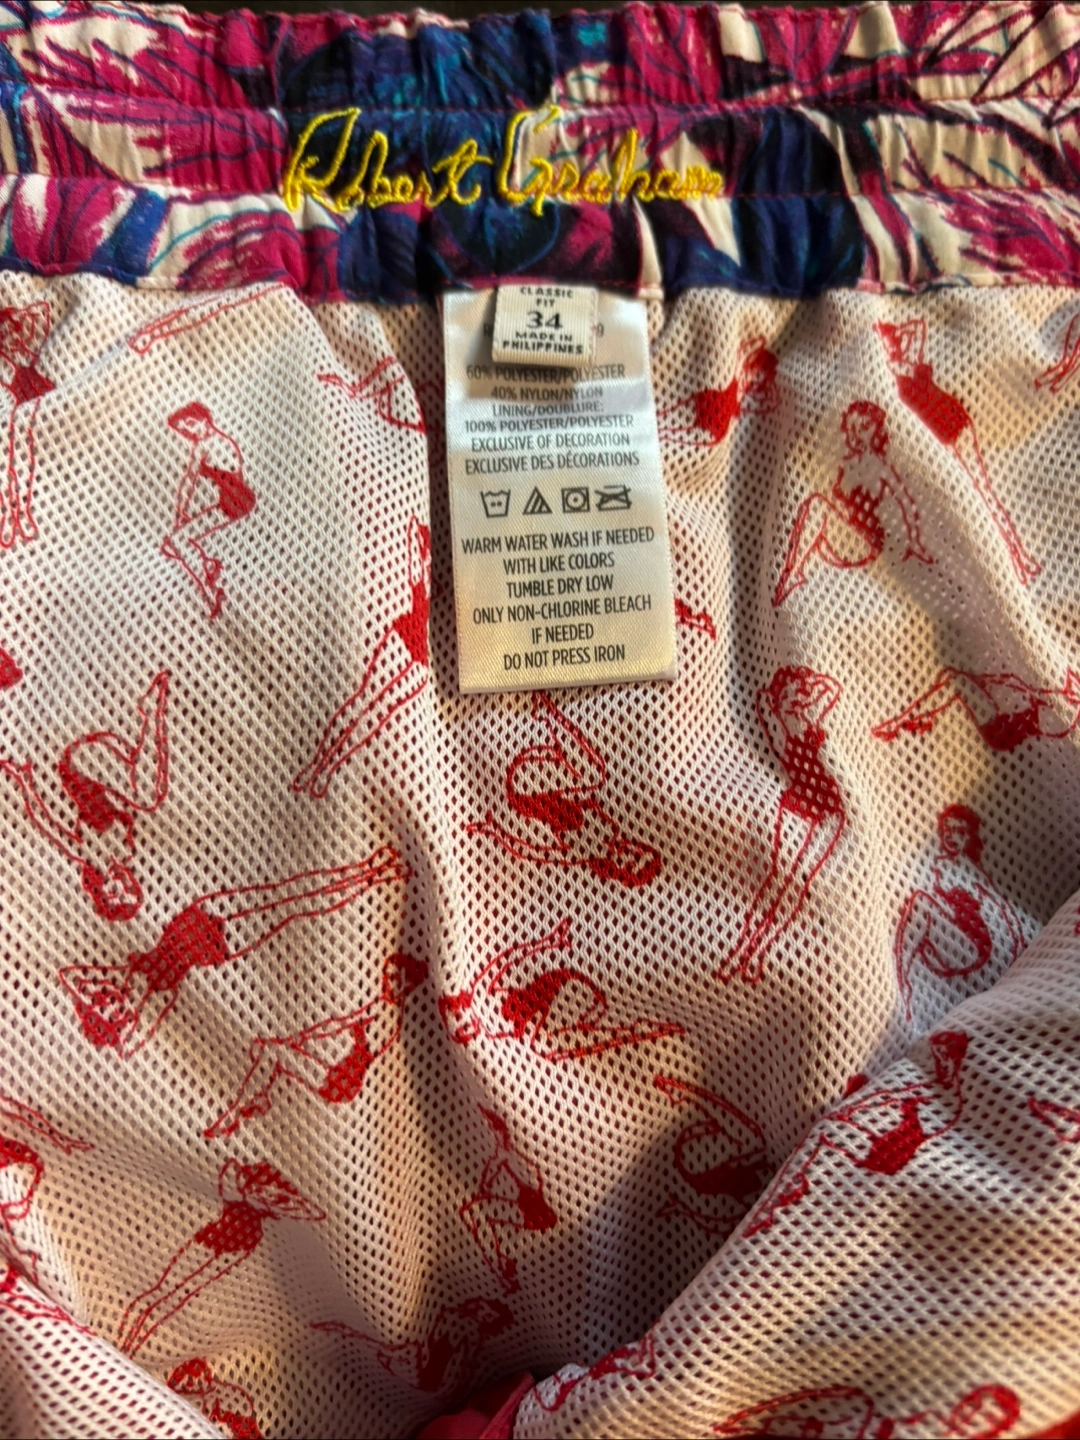 Robert Graham
CLASSIC
FIT
34
MADE IN
PHILIPPINES
60% POLYESTER/POLYESTER
40% NYLON/NYLON
LINING/DOUBLURE:
100% POLYESTER/POLYESTER
EXCLUSIVE OF DECORATION
EXCLUSIVE DES DÉCORATIONS
WARM WATER WASH IF NEEDED
WITH LIKE COLORS
TUMBLE DRY LOW
ONLY NON-CHLORINE BLEACH
IF NEEDED
DO NOT PRESS IRON